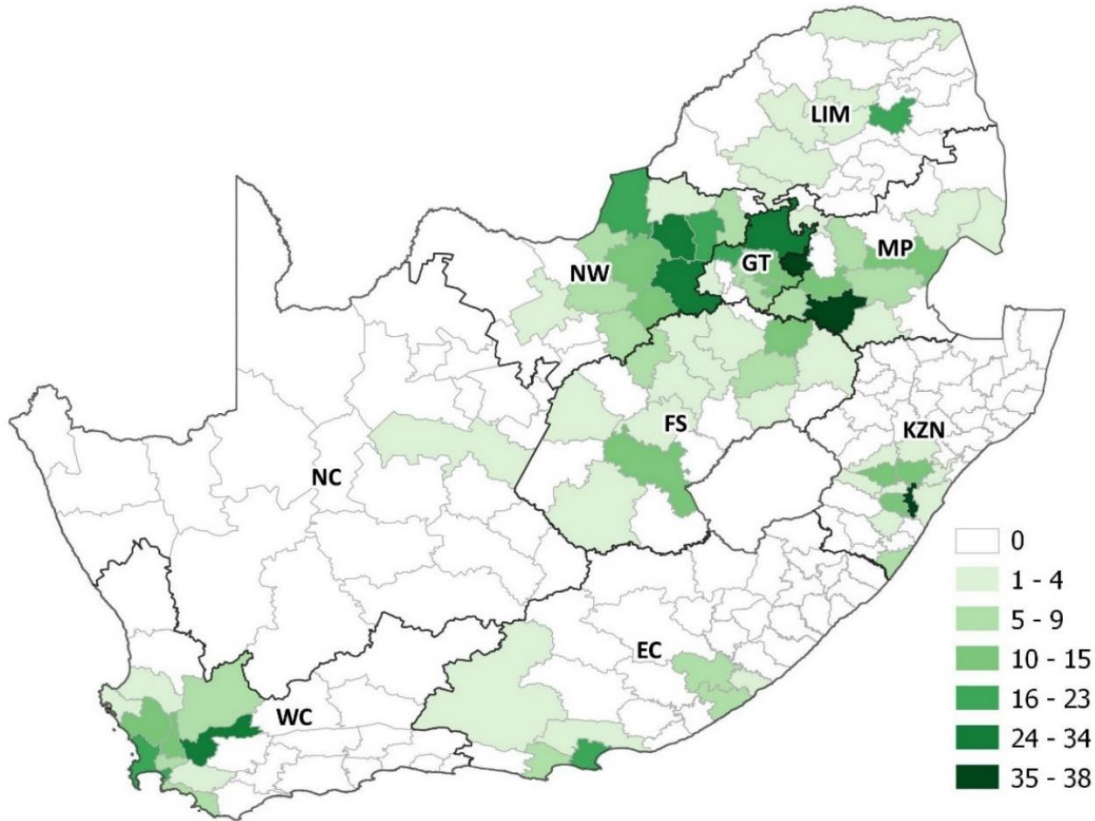 LIM
MP
GT
NW
KZN
FS
NC
EC
WC
0
1 - 4
5 - 9
10 - 15
16 - 23
24 - 34
35 - 38